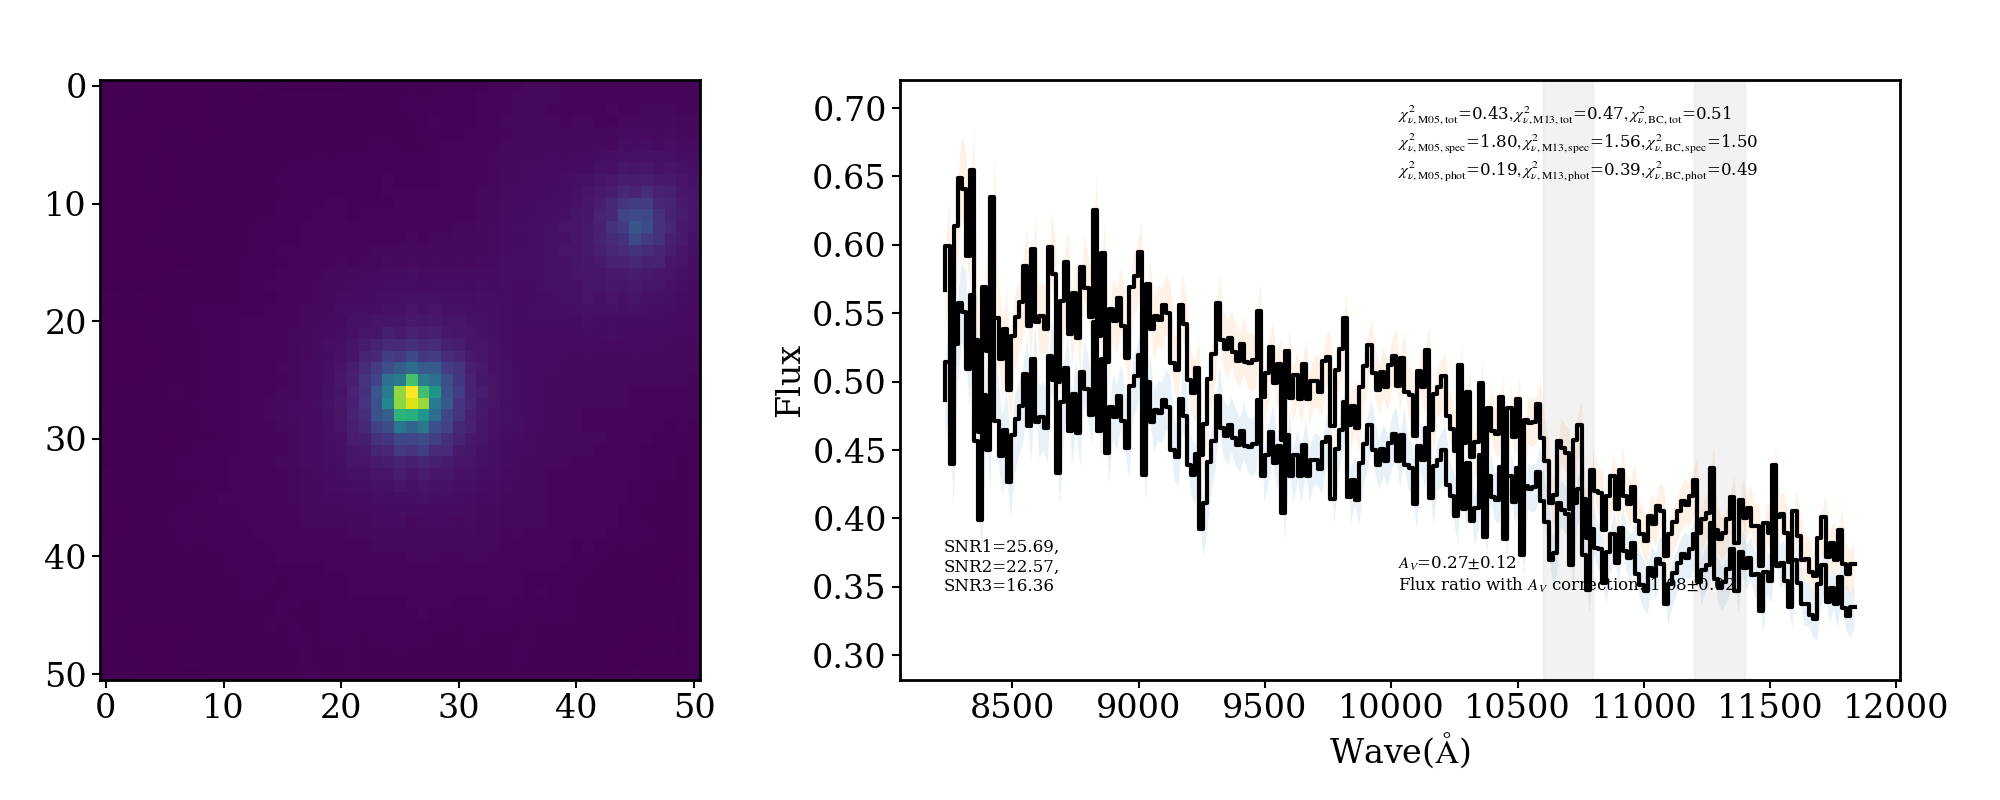 0
10
20
30
40
50
0 10 20 30 40 50
Flux
0.70
0.65
0.60
0.55
0.50
0.45
0.40
0.35
0.30
χ²ν,M05,tot=0.43,χ²ν,M13,tot=0.47,χ²ν,BC,tot=0.51
χ²ν,M05,spec=1.80,χ²ν,M13,spec=1.56,χ²ν,BC,spec=1.50
χ²ν,M05,phot=0.19,χ²ν,M13,phot=0.39,χ²ν,BC,phot=0.49
SNR1=25.69,
SNR2=22.57,
SNR3=16.36
AV=0.27±0.12
Flux ratio with AV correction:
8500 9000 9500 10000 10500 11000 11500 12000
Wave(Å)